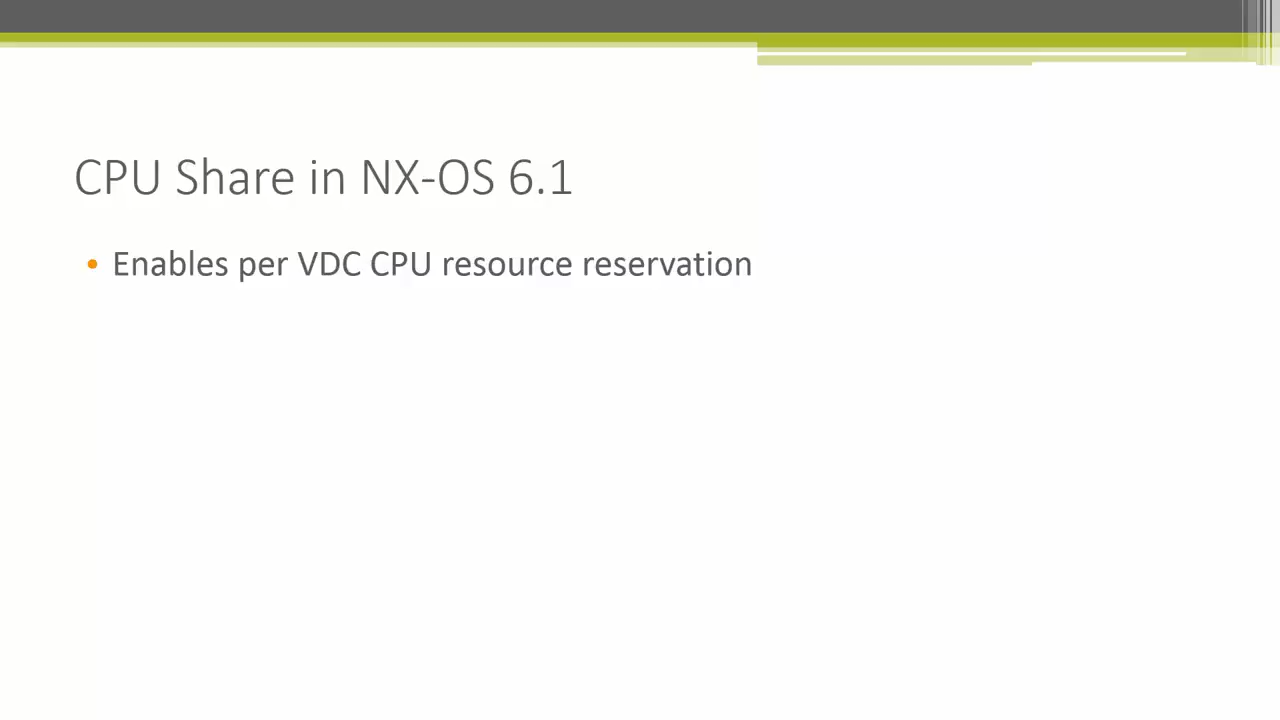 CPU Share in NX-OS 6.1
• Enables per VDC CPU resource reservation